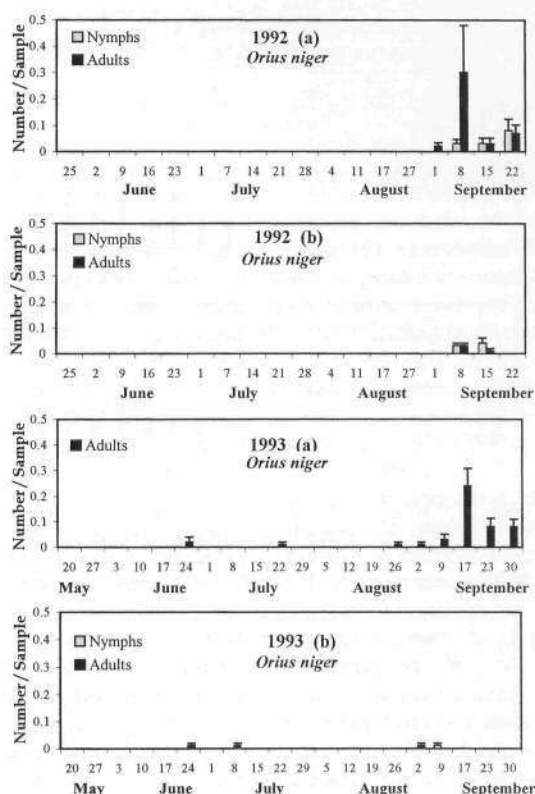 1992 (a)
Orius niger
Nymphs
Adults
Number / Sample
0.5
0.4
0.3
0.2
0.1
0
25 2 9 16 23 1 7 14 21 28 4 11 18 27 1 8 15 22
June July August September
1992 (b)
Orius niger
Nymphs
Adults
Number / Sample
0.5
0.4
0.3
0.2
0.1
0
25 2 9 16 23 1 7 14 21 28 4 11 18 27 1 8 15 22
June July August September
1993 (a)
Orius niger
Adults
Number / Sample
0.5
0.4
0.3
0.2
0.1
0
20 27 3 10 17 24 1 8 15 22 29 5 12 19 26 2 9 17 23 30
May June July August September
1993 (b)
Orius niger
Nymphs
Adults
Number / Sample
0.5
0.4
0.3
0.2
0.1
0
20 27 3 10 17 24 1 8 15 22 29 5 12 19 26 2 9 17 23 30
May June July August September